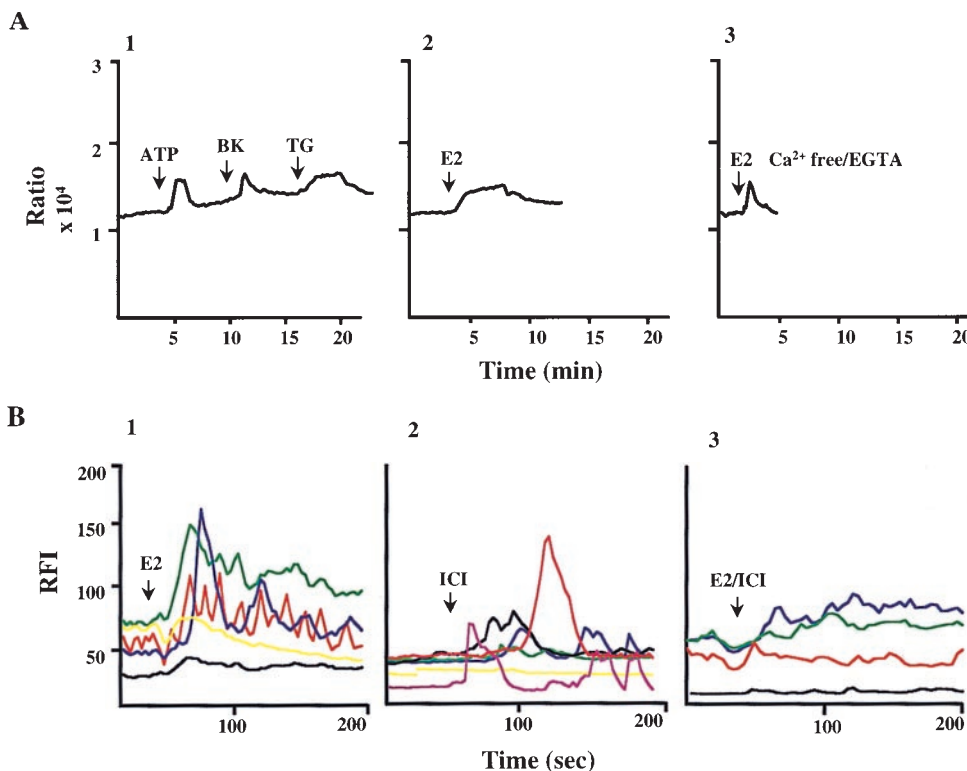 A
1 2 3
3 2 1
Ratio x 10⁴
ATP BK TG
E2
E2 Ca²⁺ free/EGTA
5 10 15 20 5 10 15 20 5 10 15 20
Time (min)
B
1 2 3
200 150 100 50
RFI
E2
ICI
E2/ICI
100 200 100 200 100 200
Time (sec)